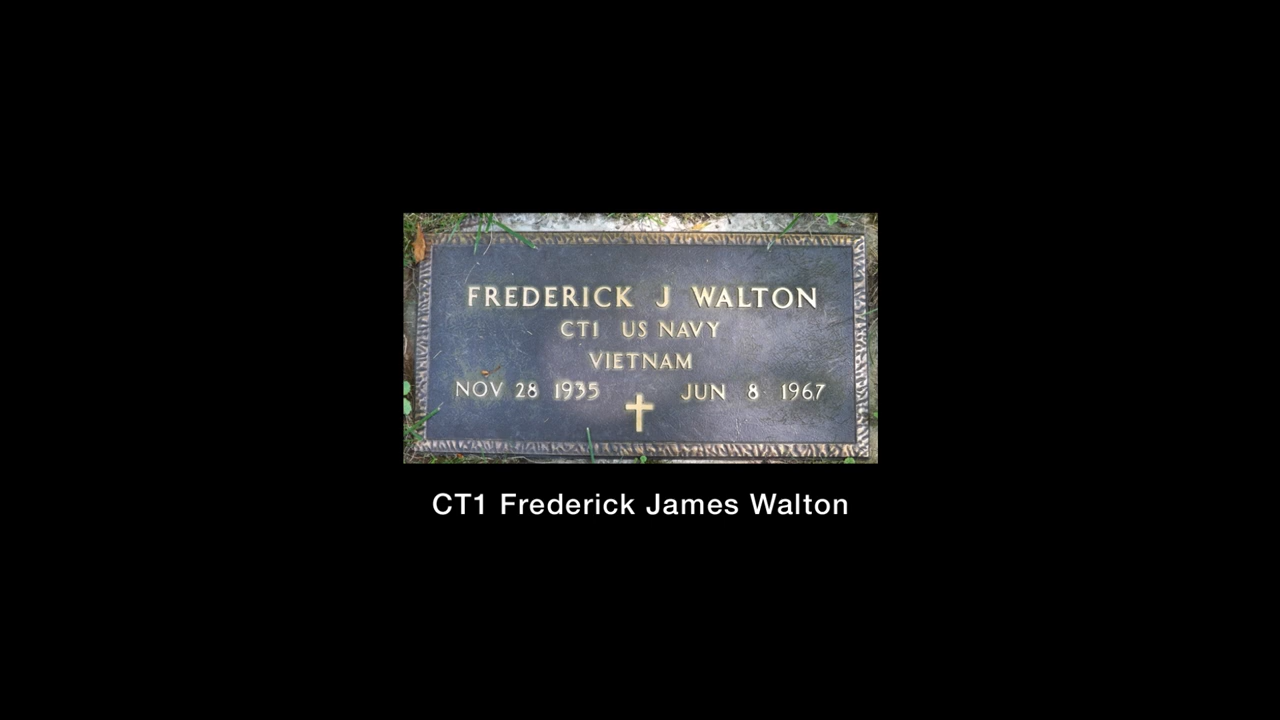 FREDERICK J WALTON
CT1 US NAVY
VIETNAM
NOV 28 1935 JUN 8 1967
CT1 Frederick James Walton